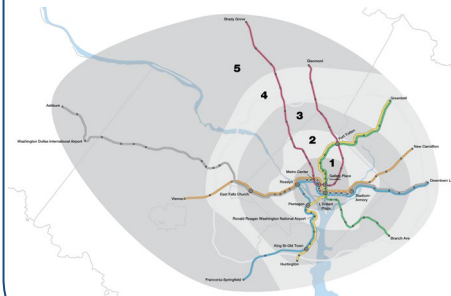 Shady Grove
Glenmont
5
4
3
2
1
Greenbelt
Fort Totten
Ashburn
Washington Dulles International Airport
New Carrollton
Gallery Place
Metro Center
Rosslyn
East Falls Church
Downtown L
Stadium-
Armory
L'Enfant
Plaza
Vienna
Pentagon
Ronald Reagan Washington National Airport
Branch Ave
King St-Old Town
Franconia-Springfield
Huntington